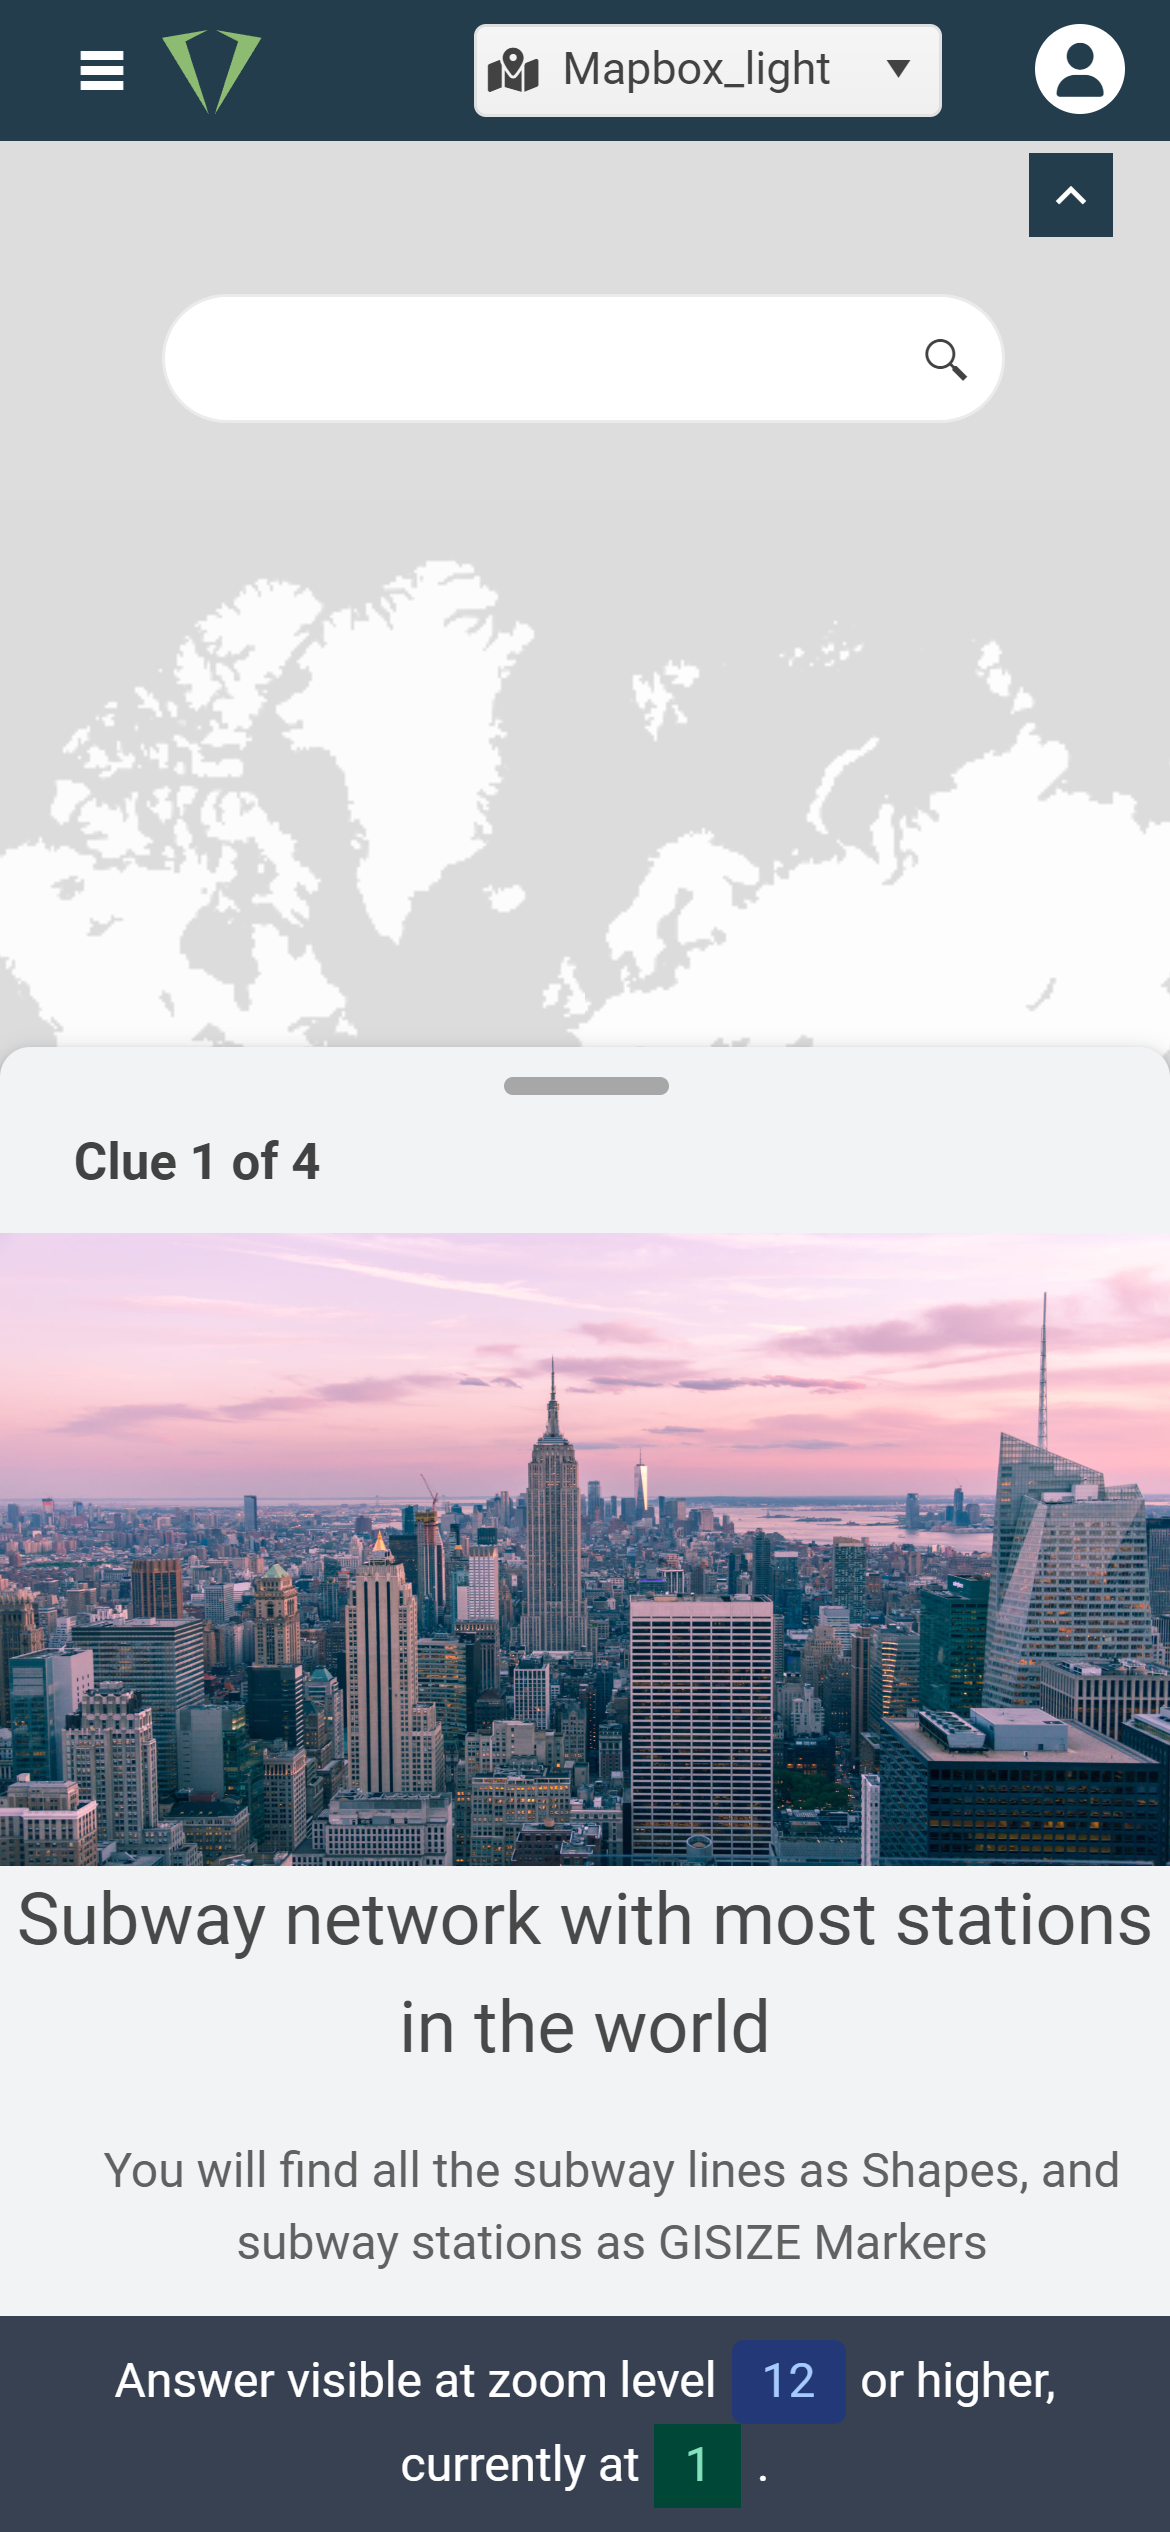 Mapbox_light
Clue 1 of 4
Subway network with most stations
in the world
You will find all the subway lines as Shapes, and
subway stations as GISIZE Markers
Answer visible at zoom level 12 or higher,
currently at 1 .